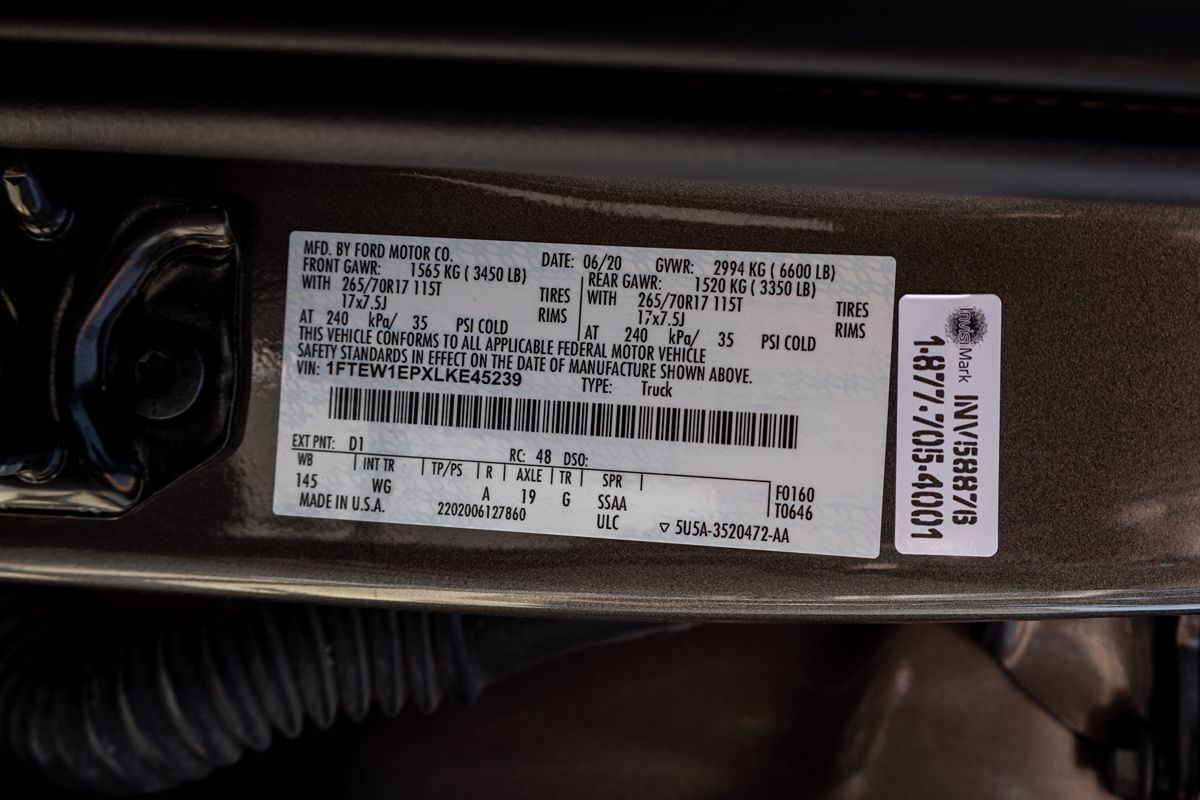 MFD. BY FORD MOTOR CO.
DATE: 06/20
GVWR: 2994 KG ( 6600 LB)
FRONT GAWR: 1565 KG ( 3450 LB)
WITH 265/70R17 115T TIRES
17x7.5J RIMS
AT 240 kPa/ 35 PSI COLD
REAR GAWR: 1520 KG ( 3350 LB)
WITH 265/70R17 115T TIRES
17x7.5J RIMS
AT 240 kPa/ 35 PSI COLD
THIS VEHICLE CONFORMS TO ALL APPLICABLE FEDERAL MOTOR VEHICLE
SAFETY STANDARDS IN EFFECT ON THE DATE OF MANUFACTURE SHOWN ABOVE.
VIN: 1FTEW1EPXLKE45239
TYPE: Truck
EXT PNT: D1 RC: 48 DSO:
WB INT TR TP/PS R AXLE TR SPR
145 WG A 19 G SSAA F0160
ULC T0646
MADE IN U.S.A. 2202006127860 5U5A-3520472-AA
Mark
1.877.705.4001